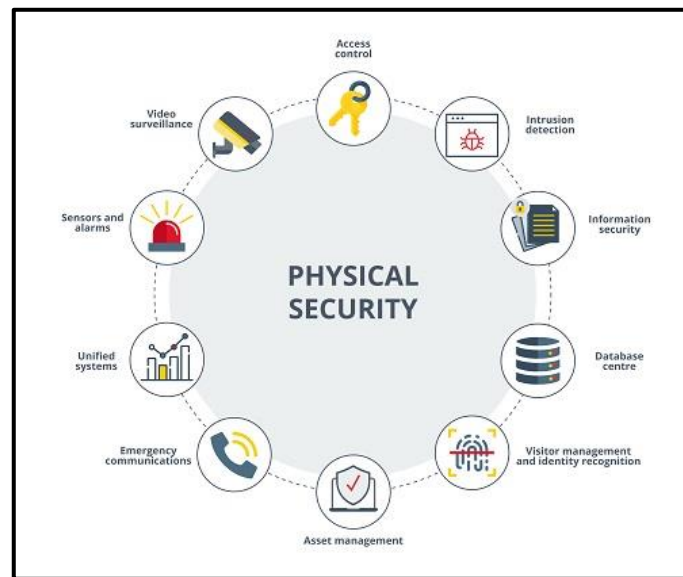 Access
control
Intrusion
detection
Information
security
Database
centre
Visitor management
and identity recognition
Asset management
Emergency
communications
Unified
systems
Sensors and
alarms
Video
surveillance
PHYSICAL
SECURITY